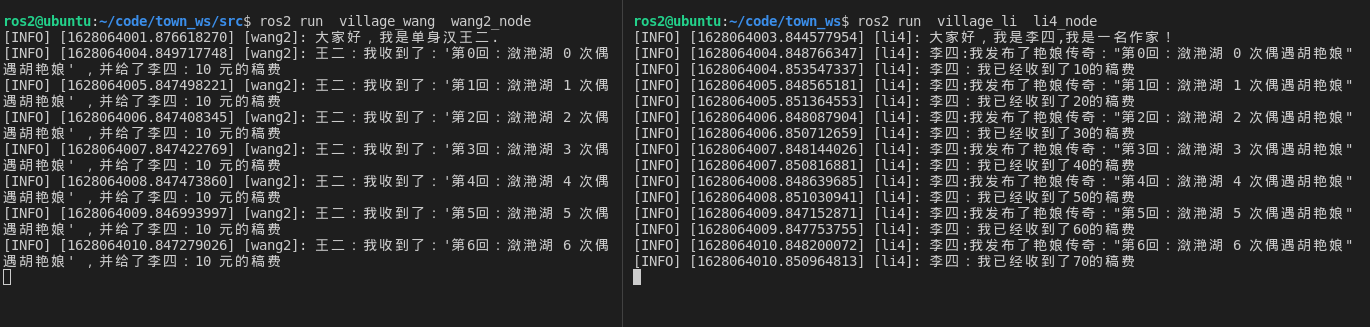 ros2@ubuntu:~/code/town_ws/src$ ros2 run  village_wang  wang2_node
[INFO] [1628064001.876618270] [wang2]: 大家好，我是单身汉王二.
[INFO] [1628064004.849717748] [wang2]: 王二：我收到了：'第0回：潋滟湖 0 次偶
遇胡艳娘' ，并给了李四：10 元的稿费
[INFO] [1628064005.847498221] [wang2]: 王二：我收到了：'第1回：潋滟湖 1 次偶
遇胡艳娘' ，并给了李四：10 元的稿费
[INFO] [1628064006.847408345] [wang2]: 王二：我收到了：'第2回：潋滟湖 2 次偶
遇胡艳娘' ，并给了李四：10 元的稿费
[INFO] [1628064007.847422769] [wang2]: 王二：我收到了：'第3回：潋滟湖 3 次偶
遇胡艳娘' ，并给了李四：10 元的稿费
[INFO] [1628064008.847473860] [wang2]: 王二：我收到了：'第4回：潋滟湖 4 次偶
遇胡艳娘' ，并给了李四：10 元的稿费
[INFO] [1628064009.846993997] [wang2]: 王二：我收到了：'第5回：潋滟湖 5 次偶
遇胡艳娘' ，并给了李四：10 元的稿费
[INFO] [1628064010.847279026] [wang2]: 王二：我收到了：'第6回：潋滟湖 6 次偶
遇胡艳娘' ，并给了李四：10 元的稿费
ros2@ubuntu:~/code/town_ws$ ros2 run  village_li  li4_node
[INFO] [1628064003.844577954] [li4]: 大家好，我是李四,我是一名作家！
[INFO] [1628064004.848766347] [li4]: 李四:我发布了艳娘传奇："第0回：潋滟湖 0 次偶遇胡艳娘"
[INFO] [1628064004.853547337] [li4]: 李四：我已经收到了10的稿费
[INFO] [1628064005.848565181] [li4]: 李四:我发布了艳娘传奇："第1回：潋滟湖 1 次偶遇胡艳娘"
[INFO] [1628064005.851364553] [li4]: 李四：我已经收到了20的稿费
[INFO] [1628064006.848087904] [li4]: 李四:我发布了艳娘传奇："第2回：潋滟湖 2 次偶遇胡艳娘"
[INFO] [1628064006.850712659] [li4]: 李四：我已经收到了30的稿费
[INFO] [1628064007.848144026] [li4]: 李四:我发布了艳娘传奇："第3回：潋滟湖 3 次偶遇胡艳娘"
[INFO] [1628064007.850816881] [li4]: 李四：我已经收到了40的稿费
[INFO] [1628064008.848639685] [li4]: 李四:我发布了艳娘传奇："第4回：潋滟湖 4 次偶遇胡艳娘"
[INFO] [1628064008.851030941] [li4]: 李四：我已经收到了50的稿费
[INFO] [1628064009.847152871] [li4]: 李四:我发布了艳娘传奇："第5回：潋滟湖 5 次偶遇胡艳娘"
[INFO] [1628064009.847753755] [li4]: 李四：我已经收到了60的稿费
[INFO] [1628064010.848200072] [li4]: 李四:我发布了艳娘传奇："第6回：潋滟湖 6 次偶遇胡艳娘"
[INFO] [1628064010.850964813] [li4]: 李四：我已经收到了70的稿费